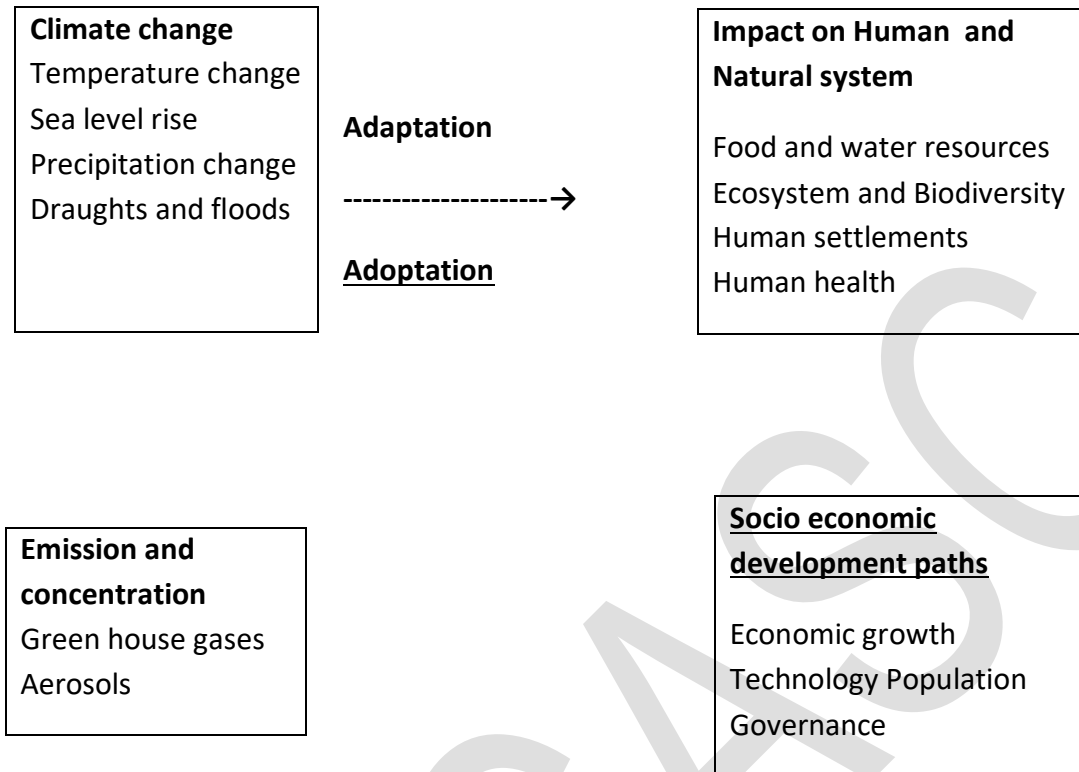 Climate change
Temperature change
Sea level rise
Precipitation change
Draughts and floods
Adaptation
---------------------→
Adoptation
Impact on Human and
Natural system
Food and water resources
Ecosystem and Biodiversity
Human settlements
Human health
Emission and
concentration
Green house gases
Aerosols
Socio economic
development paths
Economic growth
Technology Population
Governance